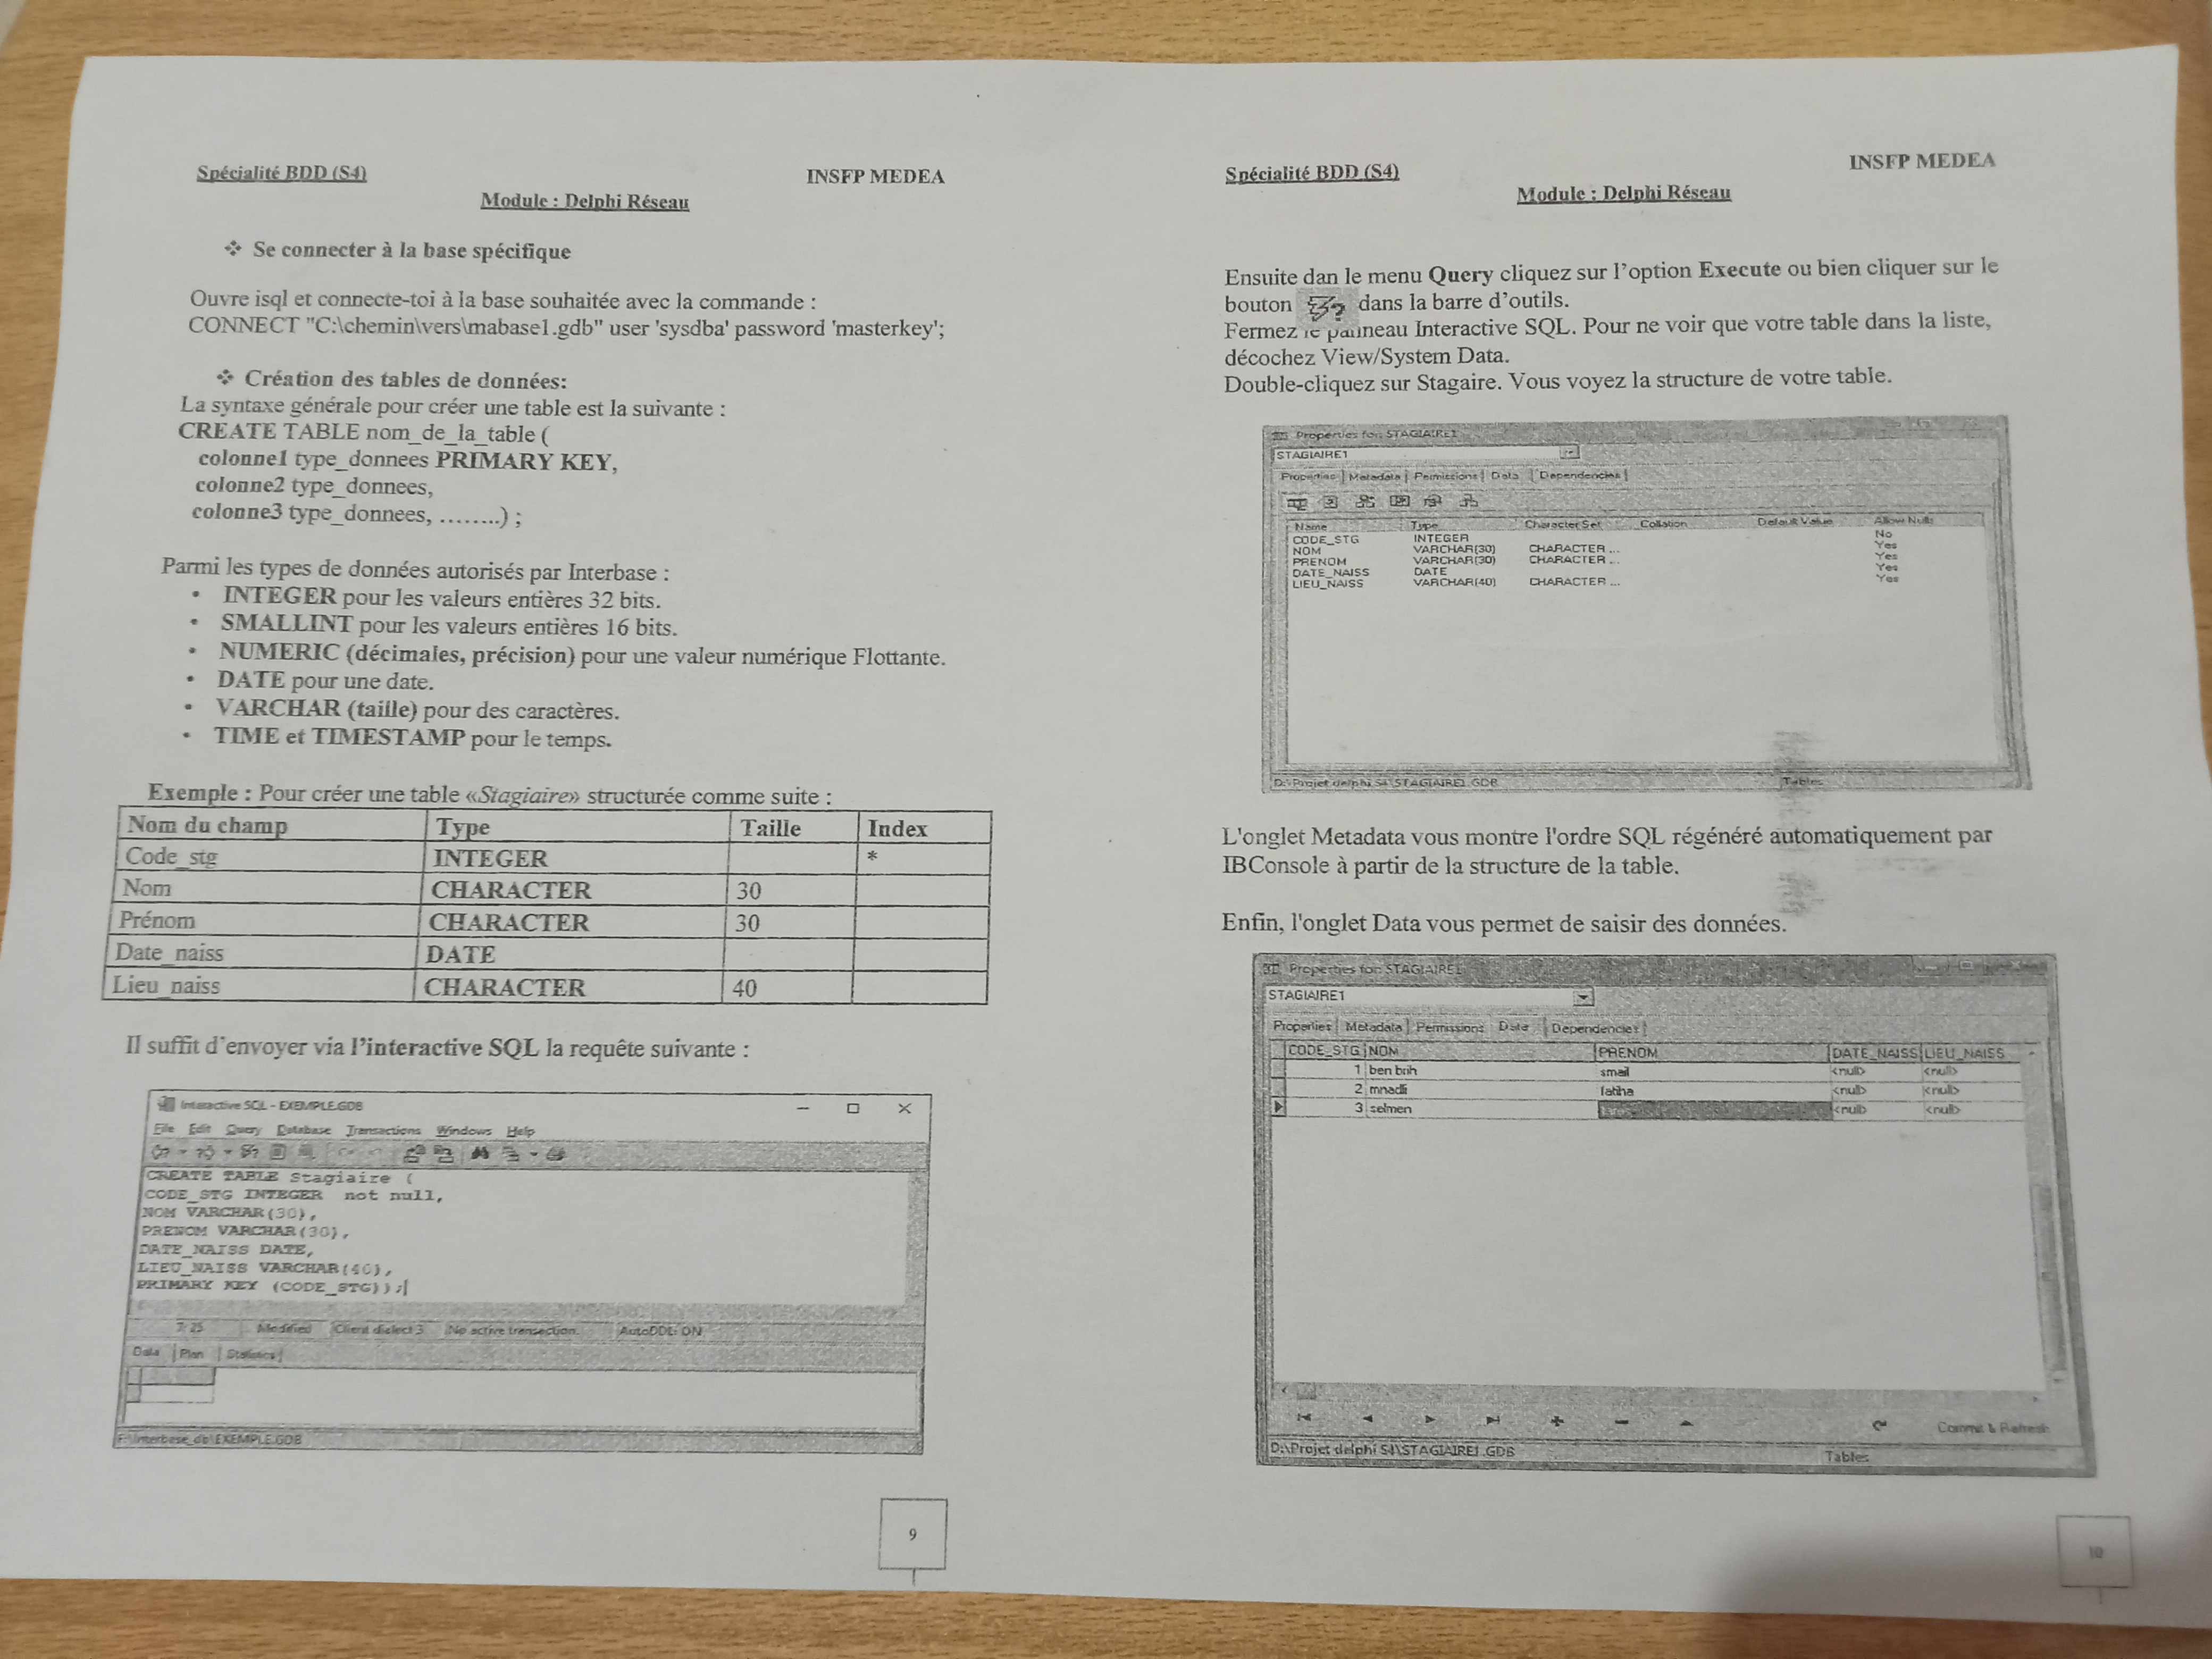 Spécialité BDD (S4)
INSFP MEDEA
Module : Delphi Réseau
❖ Se connecter à la base spécifique
Ouvre isql et connecte-toi à la base souhaitée avec la commande :
CONNECT "C:\chemin\vers\mabase1.gdb" user 'sysdba' password 'masterkey';
❖ Création des tables de données:
La syntaxe générale pour créer une table est la suivante :
CREATE TABLE nom_de_la_table (
colonne1 type_donnees PRIMARY KEY,
colonne2 type_donnees,
colonne3 type_donnees, ........) ;
Parmi les types de données autorisés par Interbase :
• INTEGER pour les valeurs entières 32 bits.
• SMALLINT pour les valeurs entières 16 bits.
• NUMERIC (décimales, précision) pour une valeur numérique Flottante.
• DATE pour une date.
• VARCHAR (taille) pour des caractères.
• TIME et TIMESTAMP pour le temps.
Exemple : Pour créer une table «Stagiaire» structurée comme suite :
Nom du champ Type Taille Index
Code_stg INTEGER *
Nom CHARACTER 30
Prénom CHARACTER 30
Date_naiss DATE
Lieu_naiss CHARACTER 40
Il suffit d'envoyer via l'interactive SQL la requête suivante :
Interactive SQL - EXEMPLE.GDB
File Edit Query Database Transactions Windows Help
CREATE TABLE Stagiaire (
CODE_STG INTEGER not null,
NOM VARCHAR(30),
PRENOM VARCHAR(30),
DATE_NAISS DATE,
LIEU_NAISS VARCHAR(40),
PRIMARY KEY (CODE_STG));
7: 25 Modified Client dialect 3 No active transaction. AutoDDL: ON
Data Plan Statistics
F:\Interbase_db\EXEMPLE.GDB
9
Spécialité BDD (S4)
INSFP MEDEA
Module : Delphi Réseau
Ensuite dan le menu Query cliquez sur l'option Execute ou bien cliquer sur le
bouton dans la barre d'outils.
Fermez le panneau Interactive SQL. Pour ne voir que votre table dans la liste,
décochez View/System Data.
Double-cliquez sur Stagaire. Vous voyez la structure de votre table.
Properties for: STAGIAIRE1
STAGIAIRE1
Properties Metadata Permissions Data Dependencies
Name Type Character Set Collation Default Value Allow Nulls
CODE_STG INTEGER No
NOM VARCHAR(30) CHARACTER ... Yes
PRENOM VARCHAR(30) CHARACTER ... Yes
DATE_NAISS DATE Yes
LIEU_NAISS VARCHAR(40) CHARACTER ... Yes
D:\Projet delphi S4\STAGIAIRE1.GDB Tables
L'onglet Metadata vous montre l'ordre SQL régénéré automatiquement par
IBConsole à partir de la structure de la table.
Enfin, l'onglet Data vous permet de saisir des données.
Properties for: STAGIAIRE1
STAGIAIRE1
Properties Metadata Permissions Data Dependencies
CODE_STG NOM PRENOM DATE_NAISS LIEU_NAISS
1 ben brih smail <null> <null>
2 mnadli fatiha <null> <null>
3 selmen <null> <null>
Commit & Refresh
D:\Projet delphi S4\STAGIAIRE1.GDB Tables
10